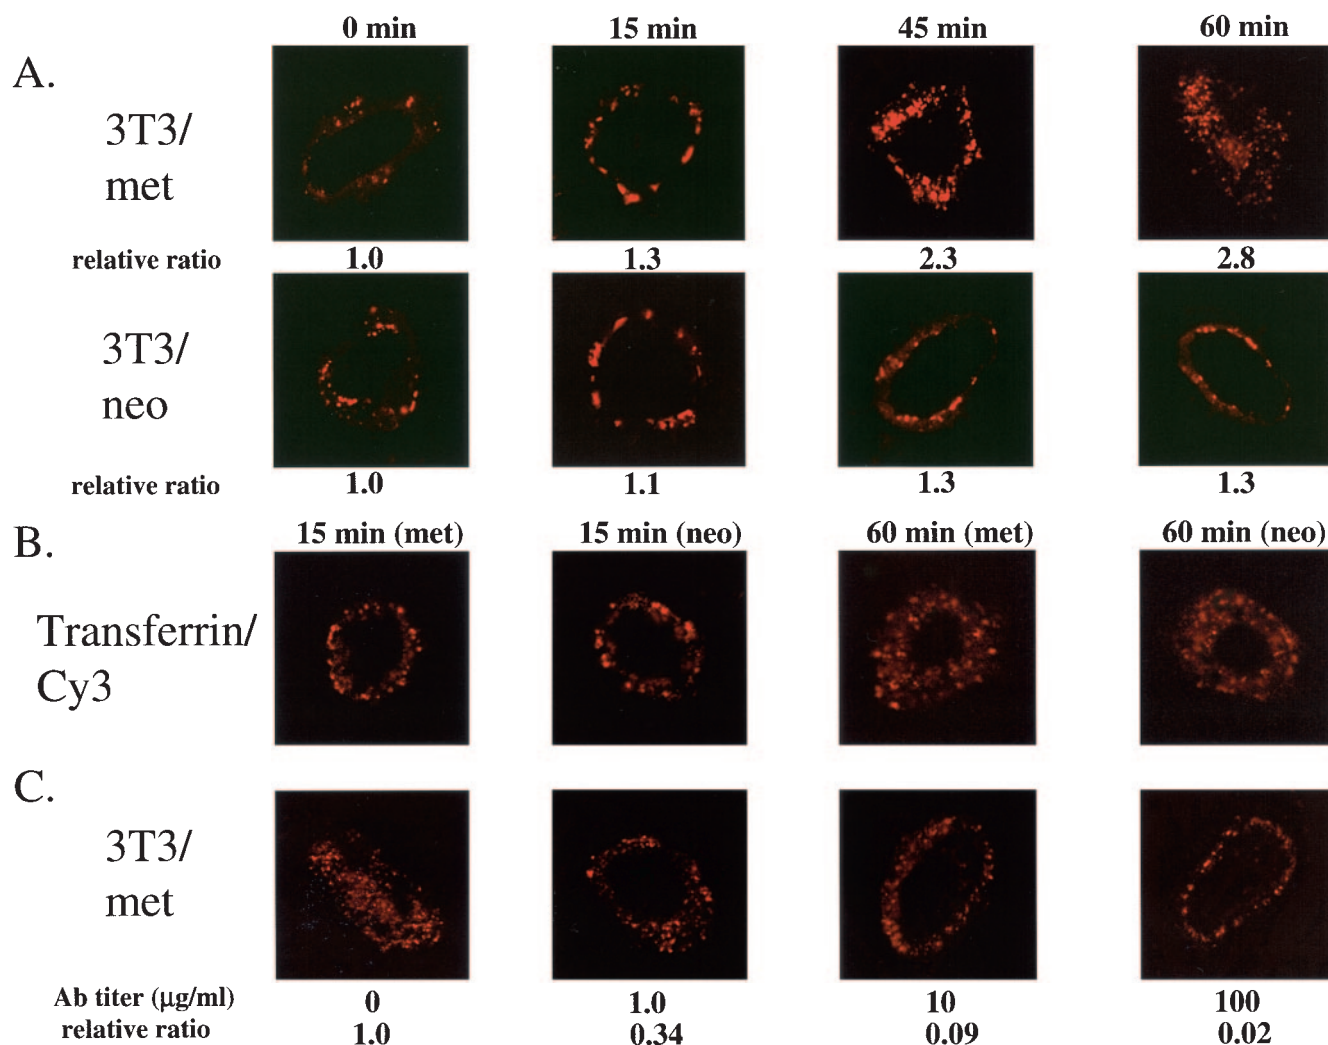 0 min 15 min 45 min 60 min
A.
3T3/
met
relative ratio 1.0 1.3 2.3 2.8
3T3/
neo
relative ratio 1.0 1.1 1.3 1.3
B. 15 min (met) 15 min (neo) 60 min (met) 60 min (neo)
Transferrin/
Cy3
C.
3T3/
met
Ab titer (μg/ml) 0 1.0 10 100
relative ratio 1.0 0.34 0.09 0.02